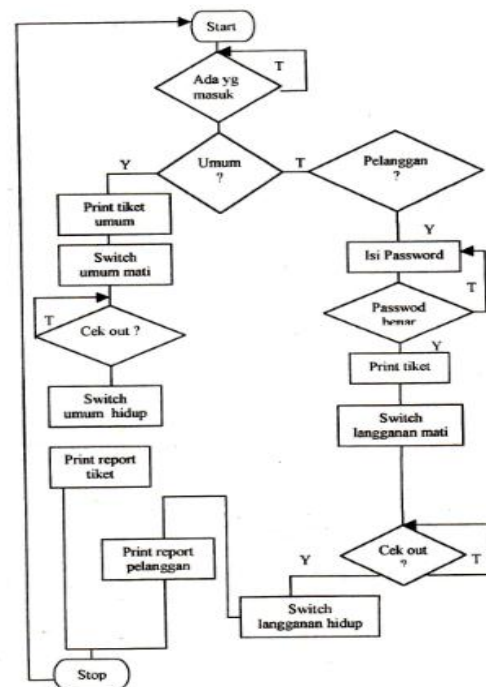 Start
Ada yg
masuk
T
Umum
?
Y
T
Pelanggan
?
Y
Print tiket
umum
Switch
umum mati
T
Cek out ?
Switch
umum hidup
Print report
tiket
Isi Password
T
Passwod
benar
Y
Print tiket
Switch
langganan mati
Cek out
?
Y
T
Switch
langganan hidup
Print report
pelanggan
Stop